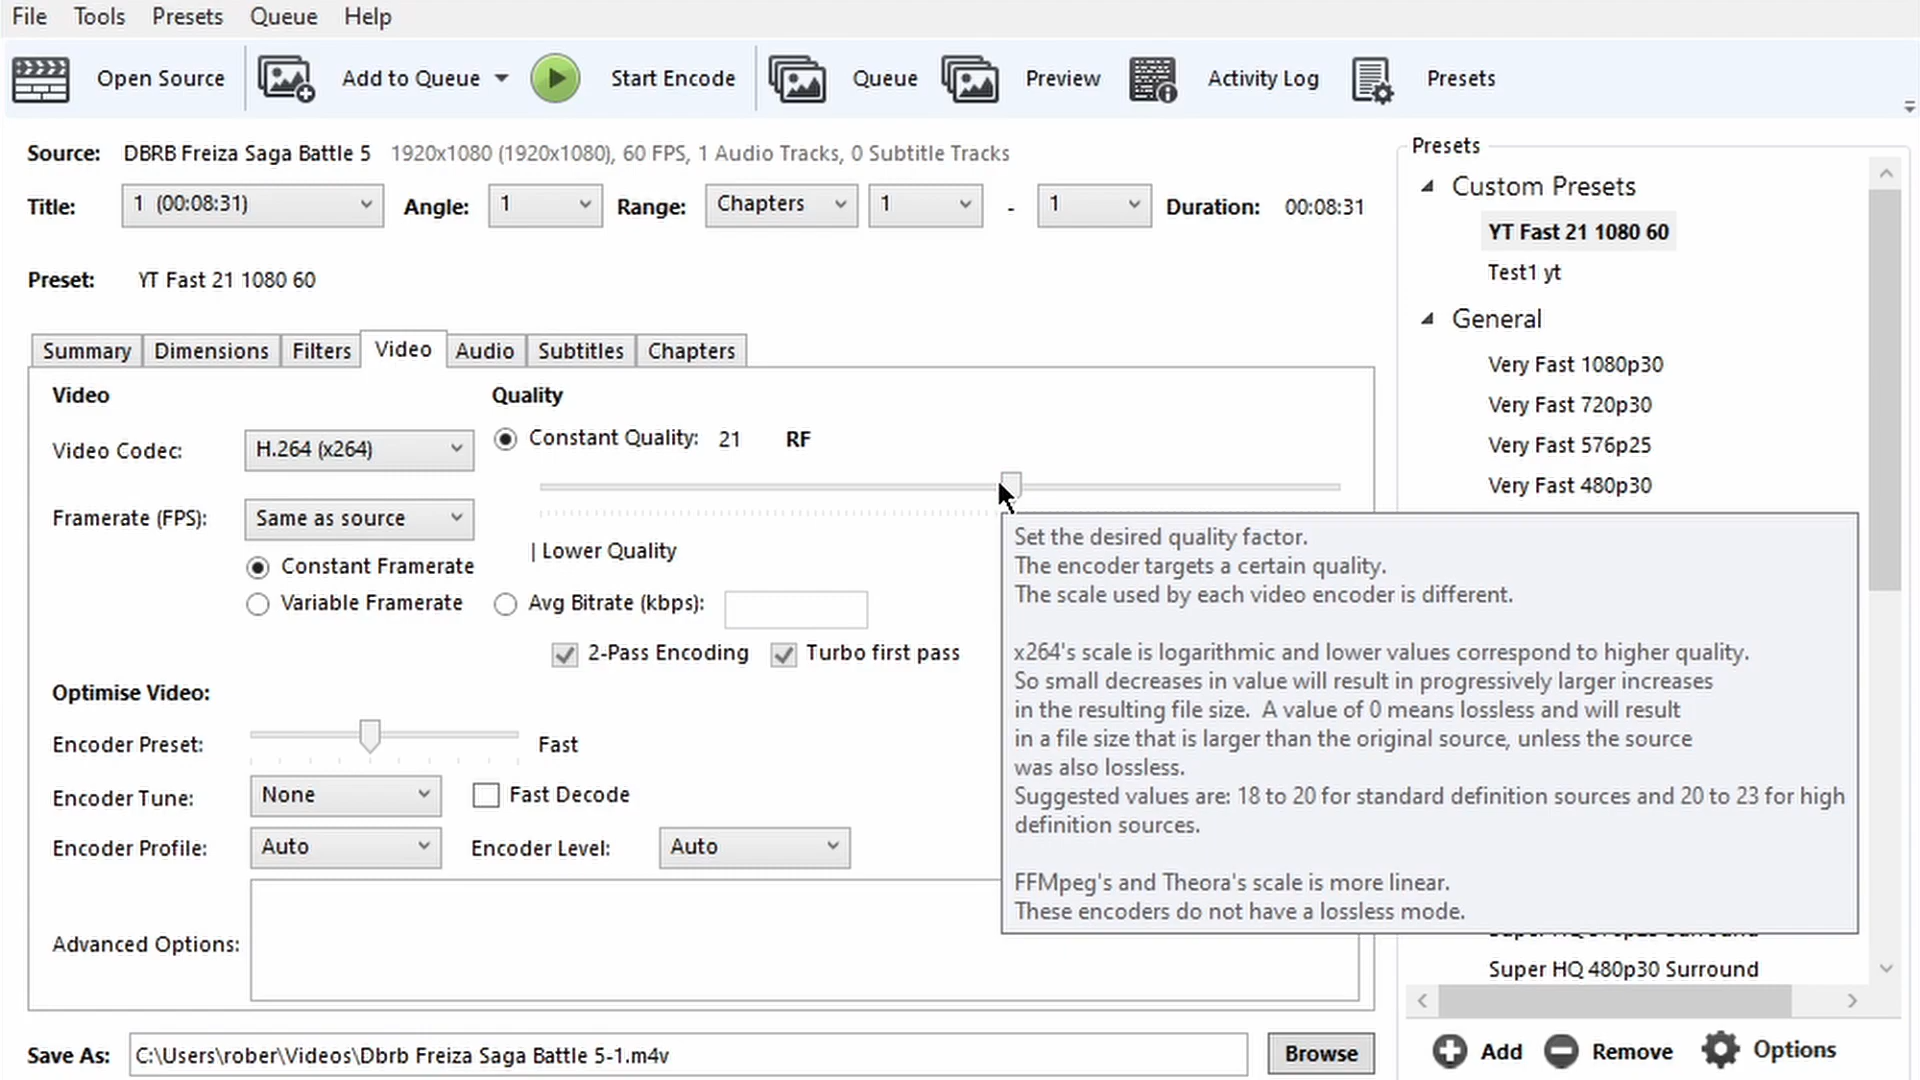 File Tools Presets Queue Help
Open Source Add to Queue Start Encode Queue Preview Activity Log Presets
Source: DBRB Freiza Saga Battle 5 1920x1080 (1920x1080), 60 FPS, 1 Audio Tracks, 0 Subtitle Tracks
Title: 1 (00:08:31) Angle: 1 Range: Chapters 1 - 1 Duration: 00:08:31
Preset: YT Fast 21 1080 60
Summary Dimensions Filters Video Audio Subtitles Chapters
Video
Video Codec: H.264 (x264)
Framerate (FPS): Same as source
Constant Framerate
Variable Framerate
Quality
Constant Quality: 21 RF
| Lower Quality
Avg Bitrate (kbps):
2-Pass Encoding Turbo first pass
Optimise Video:
Encoder Preset: Fast
Encoder Tune: None Fast Decode
Encoder Profile: Auto Encoder Level: Auto
Advanced Options:
Set the desired quality factor.
The encoder targets a certain quality.
The scale used by each video encoder is different.
x264's scale is logarithmic and lower values correspond to higher quality.
So small decreases in value will result in progressively larger increases
in the resulting file size. A value of 0 means lossless and will result
in a file size that is larger than the original source, unless the source
was also lossless.
Suggested values are: 18 to 20 for standard definition sources and 20 to 23 for high
definition sources.
FFMpeg's and Theora's scale is more linear.
These encoders do not have a lossless mode.
Presets
Custom Presets
YT Fast 21 1080 60
Test1 yt
General
Very Fast 1080p30
Very Fast 720p30
Very Fast 576p25
Very Fast 480p30
Super HQ 480p30 Surround
Add Remove Options
Save As: C:\Users\rober\Videos\Dbrb Freiza Saga Battle 5-1.m4v Browse